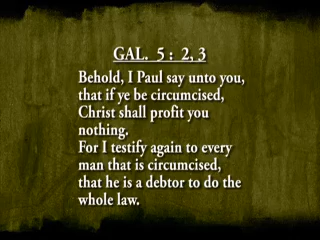 GAL. 5 : 2, 3
Behold, I Paul say unto you,
that if ye be circumcised,
Christ shall profit you
nothing.
For I testify again to every
man that is circumcised,
that he is a debtor to do the
whole law.